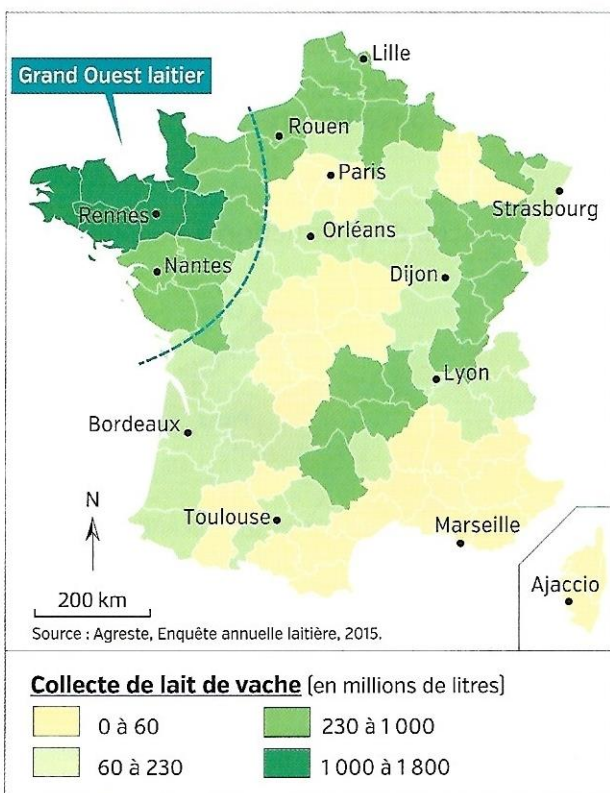 Grand Ouest laitier
Lille
Rouen
Paris
Strasbourg
Rennes
Orléans
Nantes
Dijon
Lyon
Bordeaux
N
Toulouse
Marseille
Ajaccio
200 km
Source : Agreste, Enquête annuelle laitière, 2015.
Collecte de lait de vache (en millions de litres)
0 à 60
230 à 1 000
60 à 230
1 000 à 1 800